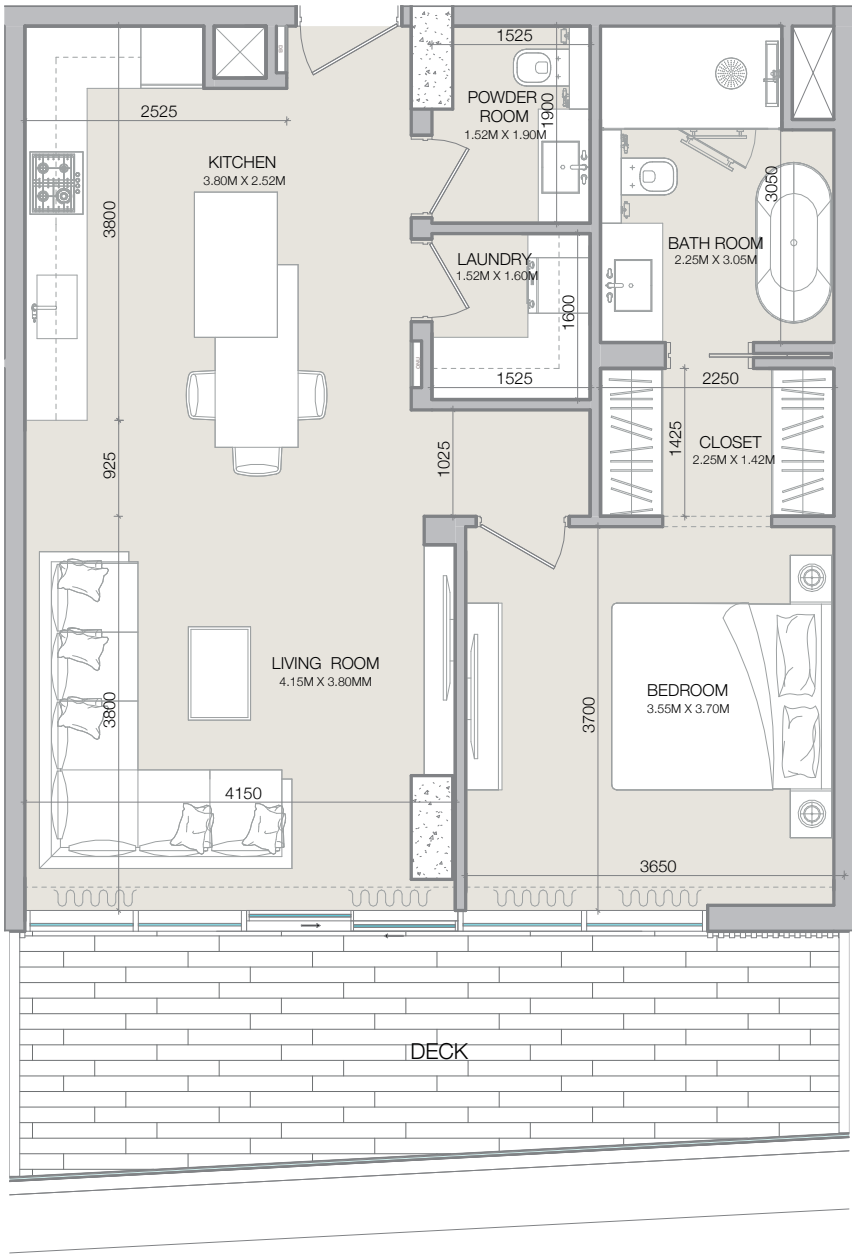 1525
POWDER
ROOM
1.52M X 1.90M
1900
2525
KITCHEN
3.80M X 2.52M
3800
3050
BATH ROOM
2.25M X 3.05M
LAUNDRY
1.52M X 1.60M
1600
1525
2250
CLOSET
2.25M X 1.42M
1425
925
1025
LIVING ROOM
4.15M X 3.80MM
3800
BEDROOM
3.55M X 3.70M
3700
4150
3650
DECK